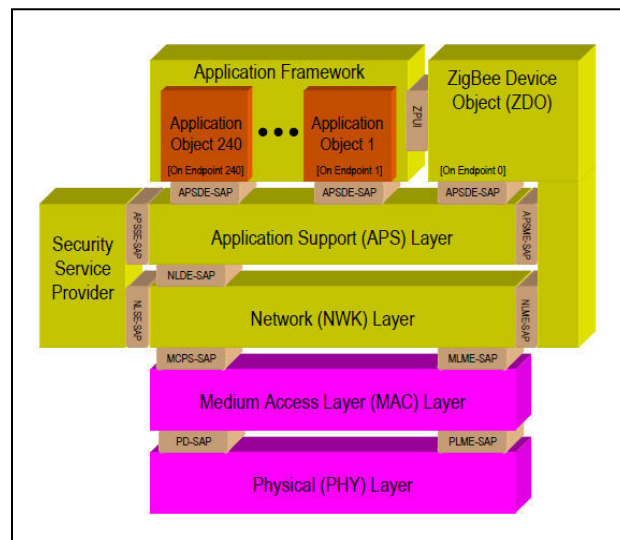 Application Framework
ZigBee Device
Object (ZDO)
ZPUI
Application
Object 240
•••
Application
Object 1
[On Endpoint 240]
[On Endpoint 1]
[On Endpoint 0]
APSDE-SAP
APSDE-SAP
APSDE-SAP
Security
Service
Provider
APSSE-SAP
Application Support (APS) Layer
APSME-SAP
NLDE-SAP
NLSE-SAP
Network (NWK) Layer
NLME-SAP
MCPS-SAP
MLME-SAP
Medium Access Layer (MAC) Layer
PD-SAP
PLME-SAP
Physical (PHY) Layer